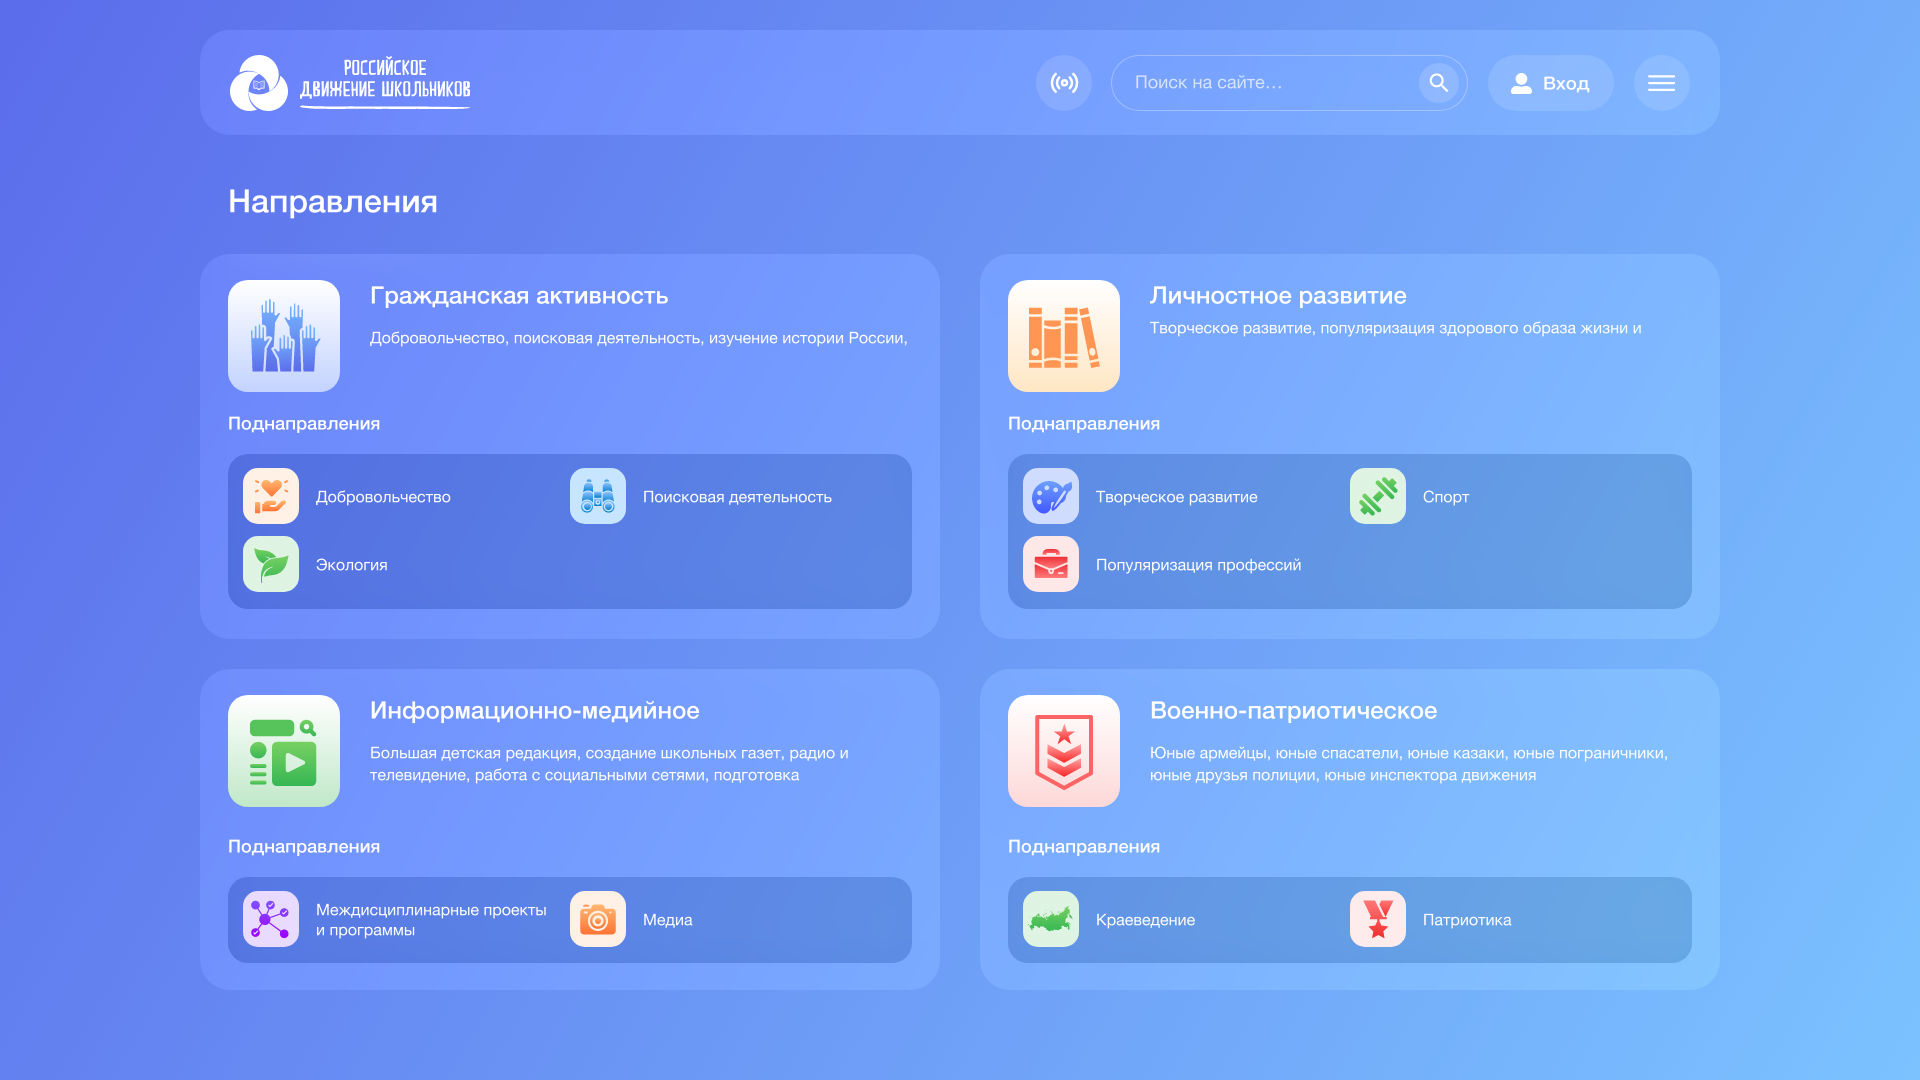 РОССИЙСКОЕ
ДВИЖЕНИЕ ШКОЛЬНИКОВ
Поиск на сайте...
Вход
Направления
Гражданская активность
Добровольчество, поисковая деятельность, изучение истории России,
Поднаправления
Добровольчество
Поисковая деятельность
Экология
Личностное развитие
Творческое развитие, популяризация здорового образа жизни и
Поднаправления
Творческое развитие
Спорт
Популяризация профессий
Информационно-медийное
Большая детская редакция, создание школьных газет, радио и
телевидение, работа с социальными сетями, подготовка
Поднаправления
Междисциплинарные проекты
и программы
Медиа
Военно-патриотическое
Юные армейцы, юные спасатели, юные казаки, юные пограничники,
юные друзья полиции, юные инспектора движения
Поднаправления
Краеведение
Патриотика